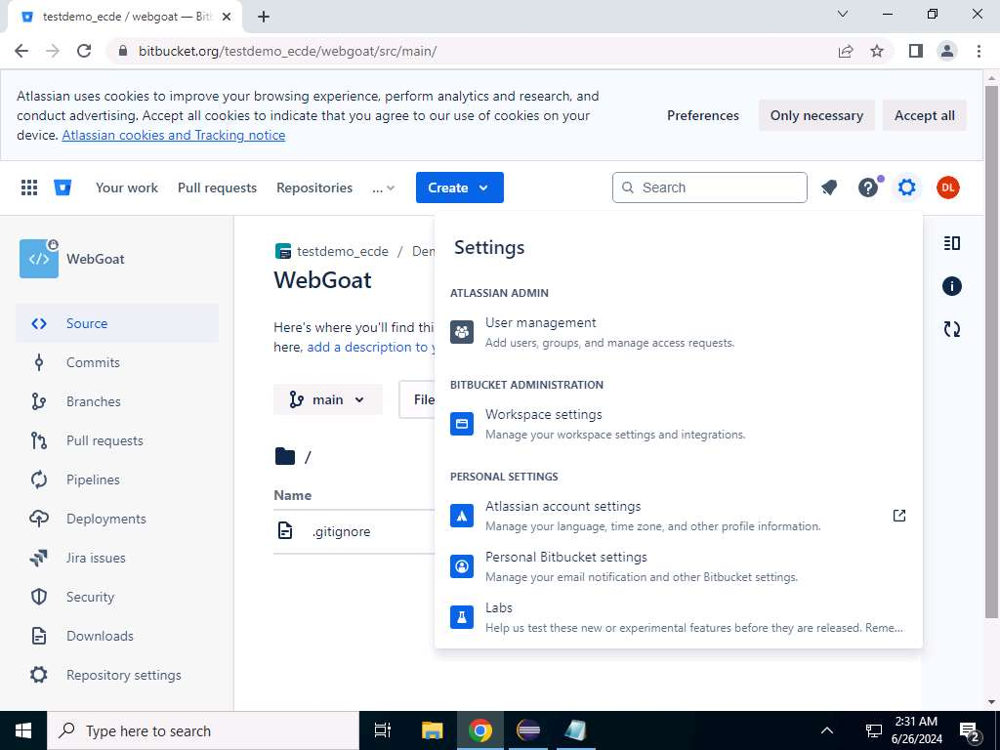 testdemo_ecde / webgoat — Bit
bitbucket.org/testdemo_ecde/webgoat/src/main/
Atlassian uses cookies to improve your browsing experience, perform analytics and research, and
conduct advertising. Accept all cookies to indicate that you agree to our use of cookies on your
device. Atlassian cookies and Tracking notice
Preferences
Only necessary
Accept all
Your work
Pull requests
Repositories
...
Create
Search
DL
WebGoat
Source
Commits
Branches
Pull requests
Pipelines
Deployments
Jira issues
Security
Downloads
Repository settings
testdemo_ecde / Den
WebGoat
Here's where you'll find thi
here, add a description to y
main
File
/
Name
.gitignore
Settings
ATLASSIAN ADMIN
User management
Add users, groups, and manage access requests.
BITBUCKET ADMINISTRATION
Workspace settings
Manage your workspace settings and integrations.
PERSONAL SETTINGS
Atlassian account settings
Manage your language, time zone, and other profile information.
Personal Bitbucket settings
Manage your email notification and other Bitbucket settings.
Labs
Help us test these new or experimental features before they are released. Reme...
Type here to search
2:31 AM
6/26/2024
2